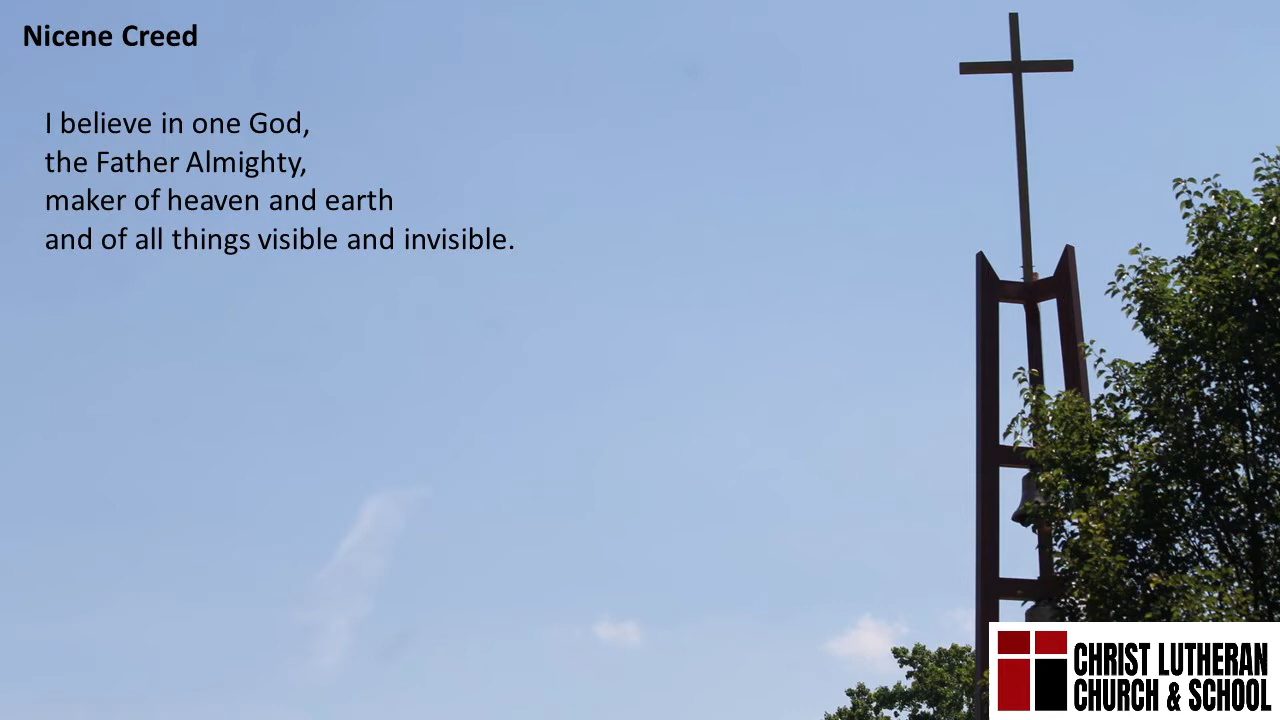 Nicene Creed
I believe in one God,
the Father Almighty,
maker of heaven and earth
and of all things visible and invisible.
CHRIST LUTHERAN
CHURCH & SCHOOL